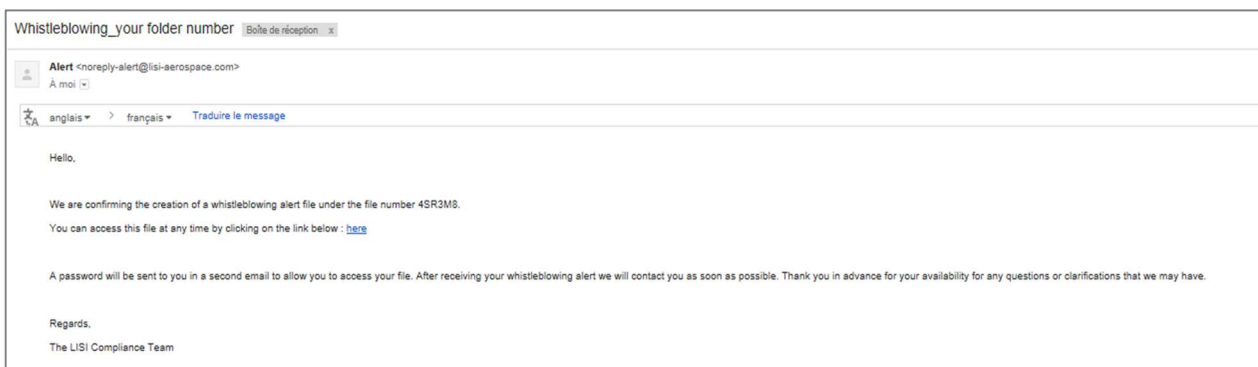 Whistleblowing_your folder number Boîte de réception x
Alert <noreply-alert@lisi-aerospace.com>
À moi
anglais > français Traduire le message
Hello,
We are confirming the creation of a whistleblowing alert file under the file number 4SR3M8.
You can access this file at any time by clicking on the link below : here
A password will be sent to you in a second email to allow you to access your file. After receiving your whistleblowing alert we will contact you as soon as possible. Thank you in advance for your availability for any questions or clarifications that we may have.
Regards,
The LISI Compliance Team